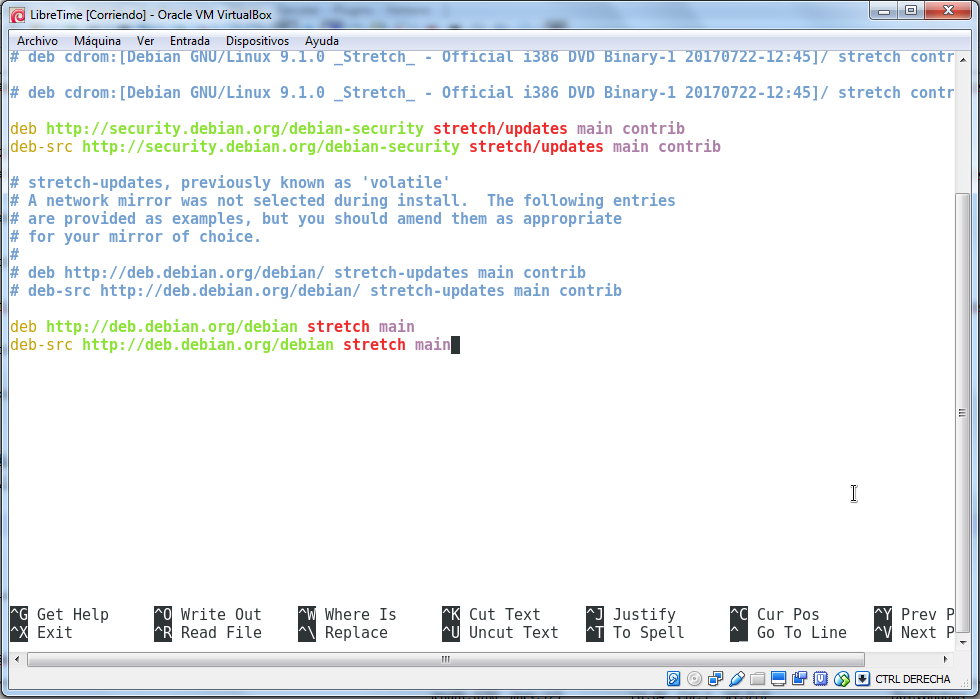 LibreTime [Corriendo] - Oracle VM VirtualBox
Archivo Máquina Ver Entrada Dispositivos Ayuda
# deb cdrom:[Debian GNU/Linux 9.1.0 _Stretch_ - Official i386 DVD Binary-1 20170722-12:45]/ stretch contr
# deb cdrom:[Debian GNU/Linux 9.1.0 _Stretch_ - Official i386 DVD Binary-1 20170722-12:45]/ stretch contr
deb http://security.debian.org/debian-security stretch/updates main contrib
deb-src http://security.debian.org/debian-security stretch/updates main contrib
# stretch-updates, previously known as 'volatile'
# A network mirror was not selected during install.  The following entries
# are provided as examples, but you should amend them as appropriate
# for your mirror of choice.
#
# deb http://deb.debian.org/debian/ stretch-updates main contrib
# deb-src http://deb.debian.org/debian/ stretch-updates main contrib
deb http://deb.debian.org/debian stretch main
deb-src http://deb.debian.org/debian stretch main
^G Get Help ^O Write Out ^W Where Is ^K Cut Text ^J Justify ^C Cur Pos ^Y Prev P
^X Exit ^R Read File ^\ Replace ^U Uncut Text ^T To Spell ^_ Go To Line ^V Next P
CTRL DERECHA